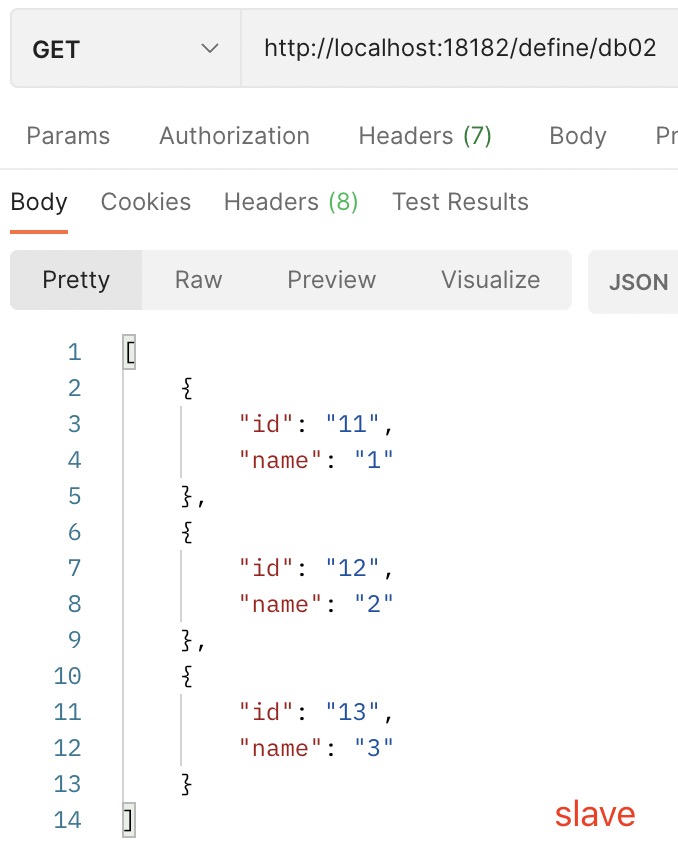 GET http://localhost:18182/define/db02
Params Authorization Headers (7) Body Pr
Body Cookies Headers (8) Test Results
Pretty Raw Preview Visualize JSON
1 [
2 {
3 "id": "11",
4 "name": "1"
5 },
6 {
7 "id": "12",
8 "name": "2"
9 },
10 {
11 "id": "13",
12 "name": "3"
13 }
14 ]
slave